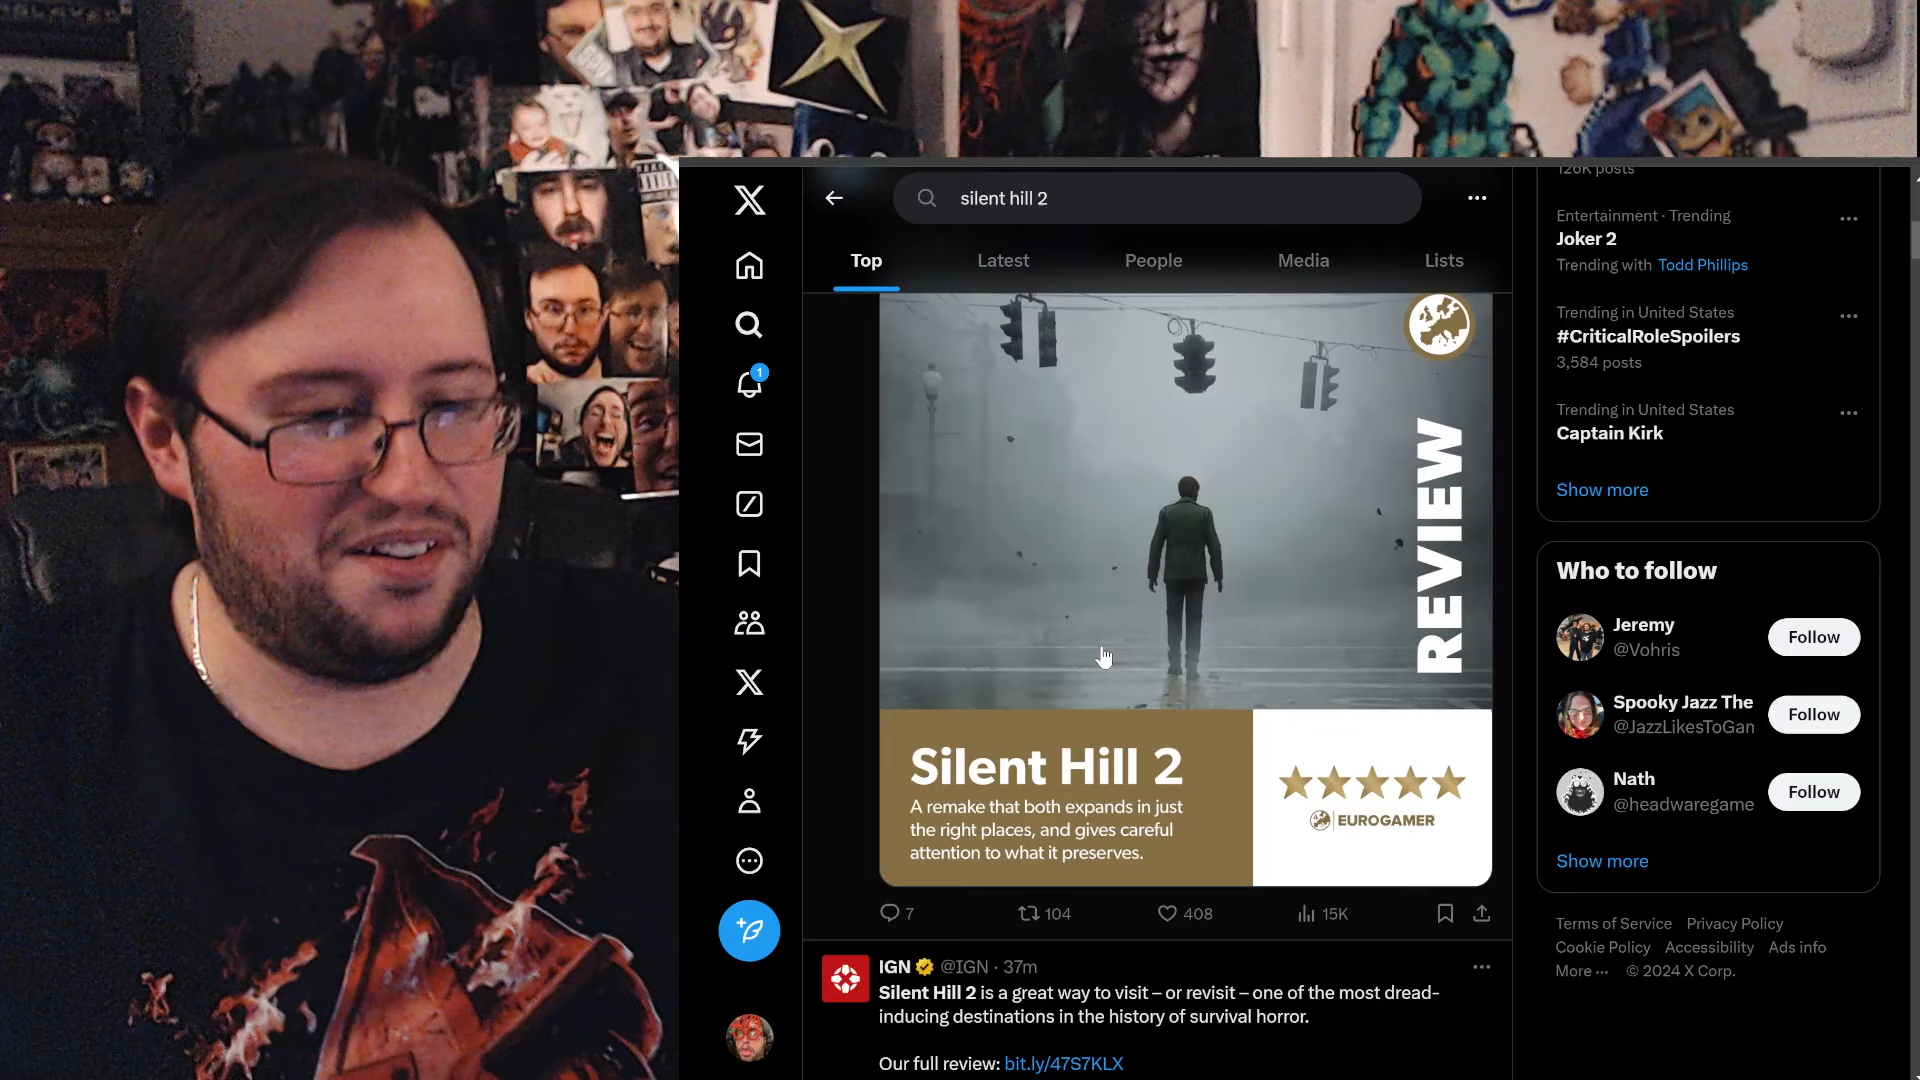 silent hill 2
Top
Latest
People
Media
Lists
1
REVIEW
Silent Hill 2
A remake that both expands in just
the right places, and gives careful
attention to what it preserves.
EUROGAMER
7
104
408
15K
IGN @IGN · 37m
Silent Hill 2 is a great way to visit – or revisit – one of the most dread-
inducing destinations in the history of survival horror.
Our full review: bit.ly/47S7KLX
126K posts
Entertainment · Trending
Joker 2
Trending with Todd Phillips
Trending in United States
#CriticalRoleSpoilers
3,584 posts
Trending in United States
Captain Kirk
Show more
Who to follow
Jeremy
@Vohris
Follow
Spooky Jazz The
@JazzLikesToGan
Follow
Nath
@headwaregame
Follow
Show more
Terms of Service Privacy Policy
Cookie Policy Accessibility Ads info
More ··· © 2024 X Corp.